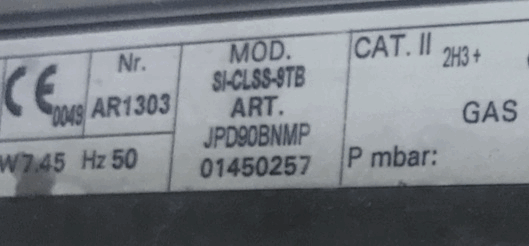 CE 0049
Nr.
AR1303
W7.45 Hz 50
MOD.
SI-CLSS-9TB
ART.
JPD90BNMP
01450257
CAT. II 2H3+
GAS
P mbar: